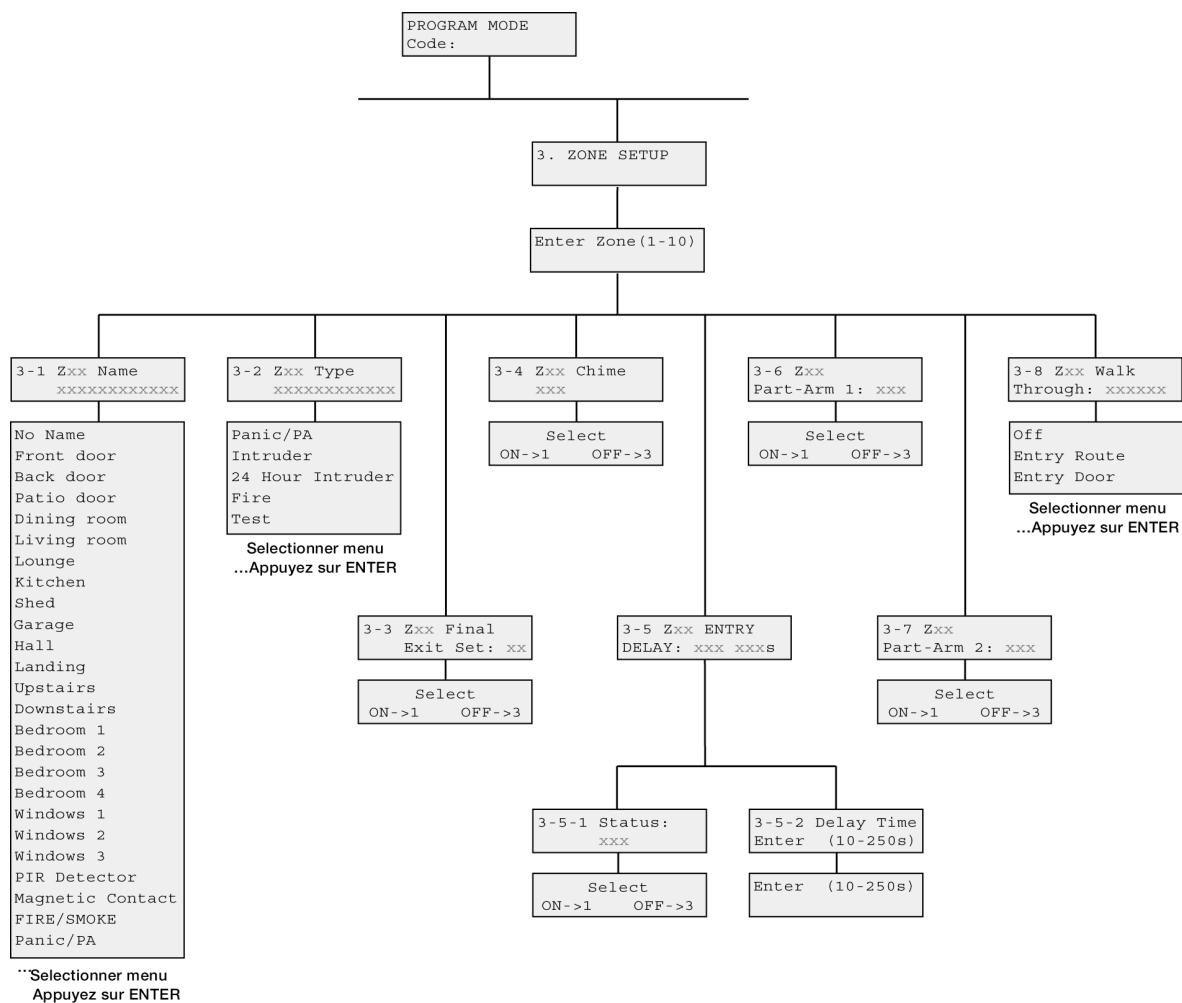 PROGRAM MODE
Code:
3. ZONE SETUP
Enter Zone(1-10)
3-1 Zxx Name
xxxxxxxxxxxx
No Name
Front door
Back door
Patio door
Dining room
Living room
Lounge
Kitchen
Shed
Garage
Hall
Landing
Upstairs
Downstairs
Bedroom 1
Bedroom 2
Bedroom 3
Bedroom 4
Windows 1
Windows 2
Windows 3
PIR Detector
Magnetic Contact
FIRE/SMOKE
Panic/PA
...Selectionner menu
Appuyez sur ENTER
3-2 Zxx Type
xxxxxxxxxxxx
Panic/PA
Intruder
24 Hour Intruder
Fire
Test
Selectionner menu
...Appuyez sur ENTER
3-3 Zxx Final
Exit Set: xx
Select
ON->1 OFF->3
3-4 Zxx Chime
xxx
Select
ON->1 OFF->3
3-5 Zxx ENTRY
DELAY: xxx xxxs
3-5-1 Status:
xxx
Select
ON->1 OFF->3
3-5-2 Delay Time
Enter (10-250s)
Enter (10-250s)
3-6 Zxx
Part-Arm 1: xxx
Select
ON->1 OFF->3
3-7 Zxx
Part-Arm 2: xxx
Select
ON->1 OFF->3
3-8 Zxx Walk
Through: xxxxxx
Off
Entry Route
Entry Door
Selectionner menu
...Appuyez sur ENTER